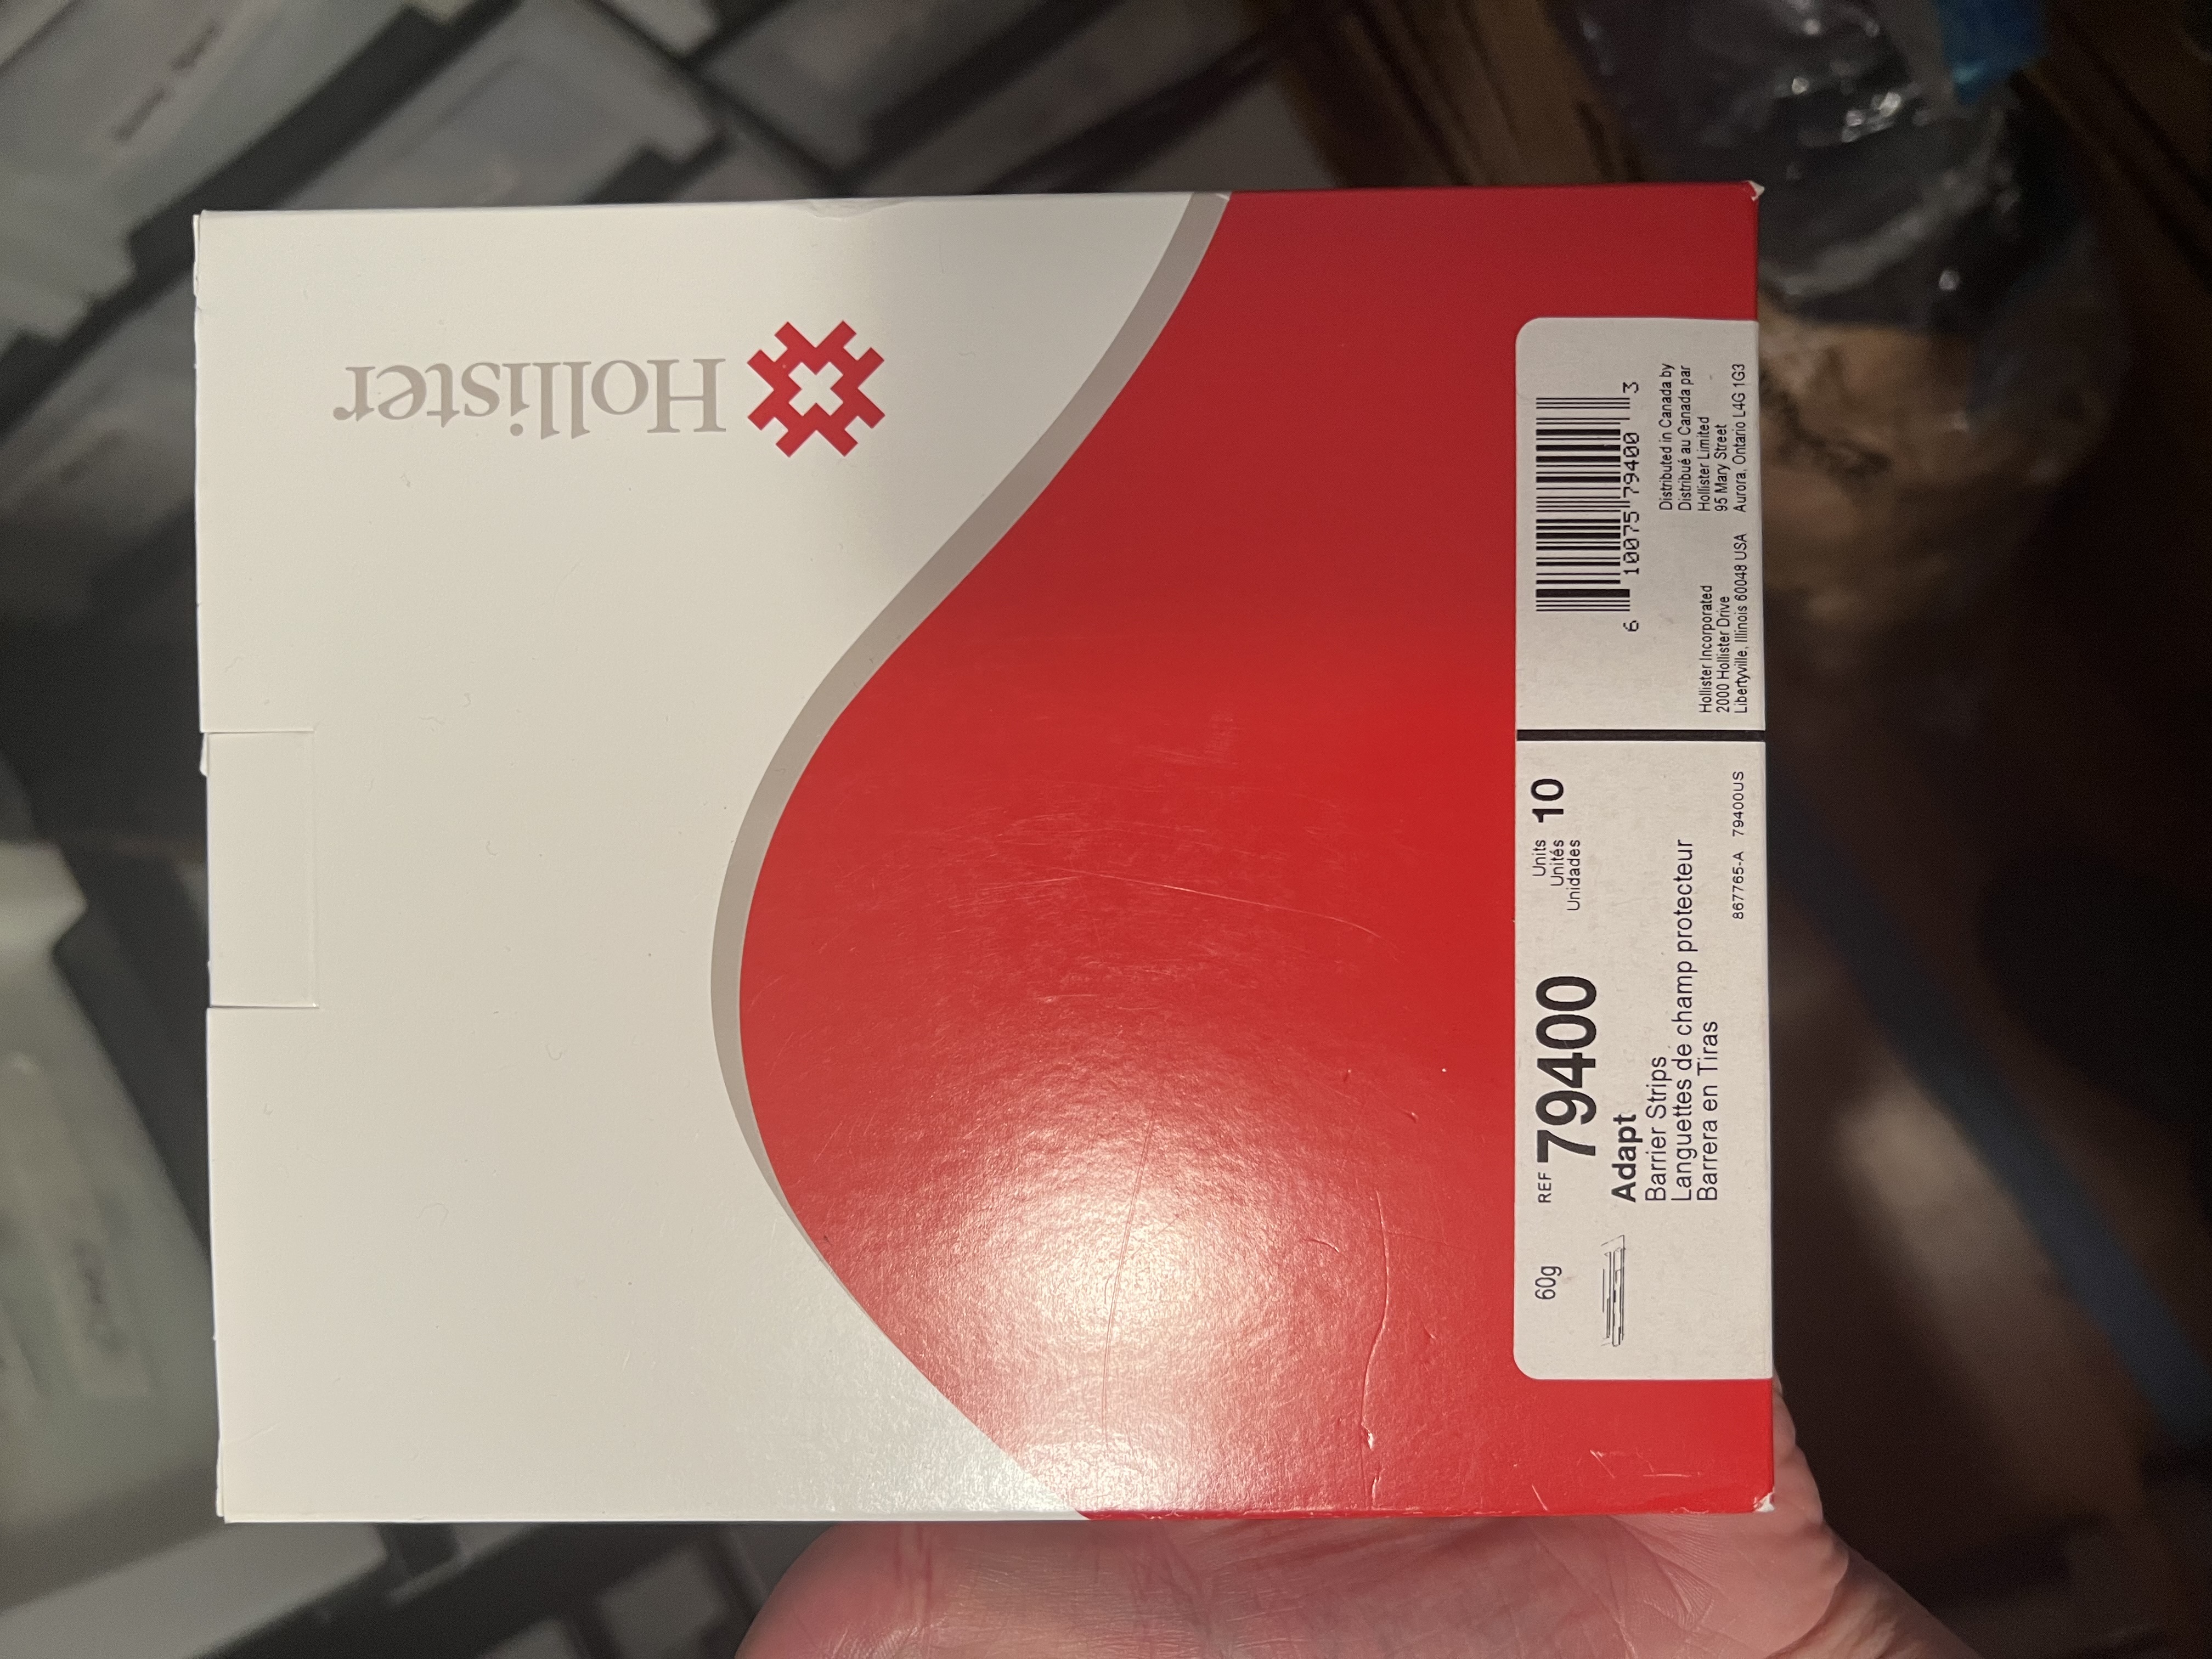 Hollister
60g
REF 79400
Units
Unités
Unidades
10
Adapt
Barrier Strips
Languettes de champ protecteur
Barrera en Tiras
867765-A 79400US
6 10075 79400 3
Hollister Incorporated
2000 Hollister Drive
Libertyville, Illinois 60048 USA
Distributed in Canada by
Distribué au Canada par
Hollister Limited
95 Mary Street
Aurora, Ontario L4G 1G3